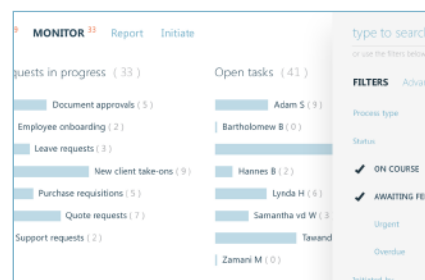 9 MONITOR 33 Report Initiate
quests in progress ( 33 )
Document approvals ( 5 )
Employee onboarding ( 2 )
Leave requests ( 3 )
New client take-ons ( 9 )
Purchase requisitions ( 5 )
Quote requests ( 7 )
Support requests ( 2 )
Open tasks ( 41 )
Adam S ( 9 )
Bartholomew B ( 0 )
Hannes B ( 2 )
Lynda H ( 6 )
Samantha vd W ( 3
Tawand
Zamani M ( 0 )
type to search
or use the filters below
FILTERS Advan
Process type
Status
ON COURSE
AWAITING FE
Urgent
Overdue
Initiated by